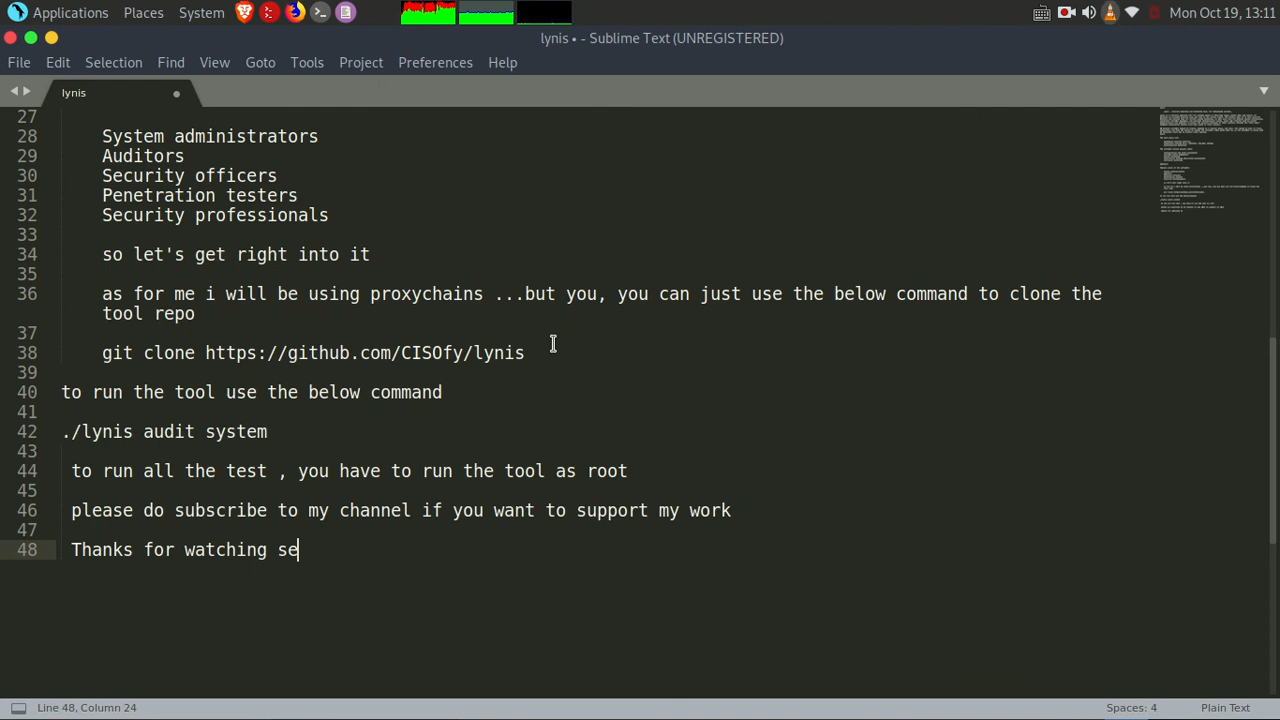 Applications Places System Mon Oct 19, 13:11
lynis • - Sublime Text (UNREGISTERED)
File Edit Selection Find View Goto Tools Project Preferences Help
lynis
27
28 System administrators
29 Auditors
30 Security officers
31 Penetration testers
32 Security professionals
33
34 so let's get right into it
35
36 as for me i will be using proxychains ...but you, you can just use the below command to clone the
tool repo
37
38 git clone https://github.com/CISOfy/lynis
39
40 to run the tool use the below command
41
42 ./lynis audit system
43
44 to run all the test , you have to run the tool as root
45
46 please do subscribe to my channel if you want to support my work
47
48 Thanks for watching se
Line 48, Column 24 Spaces: 4 Plain Text